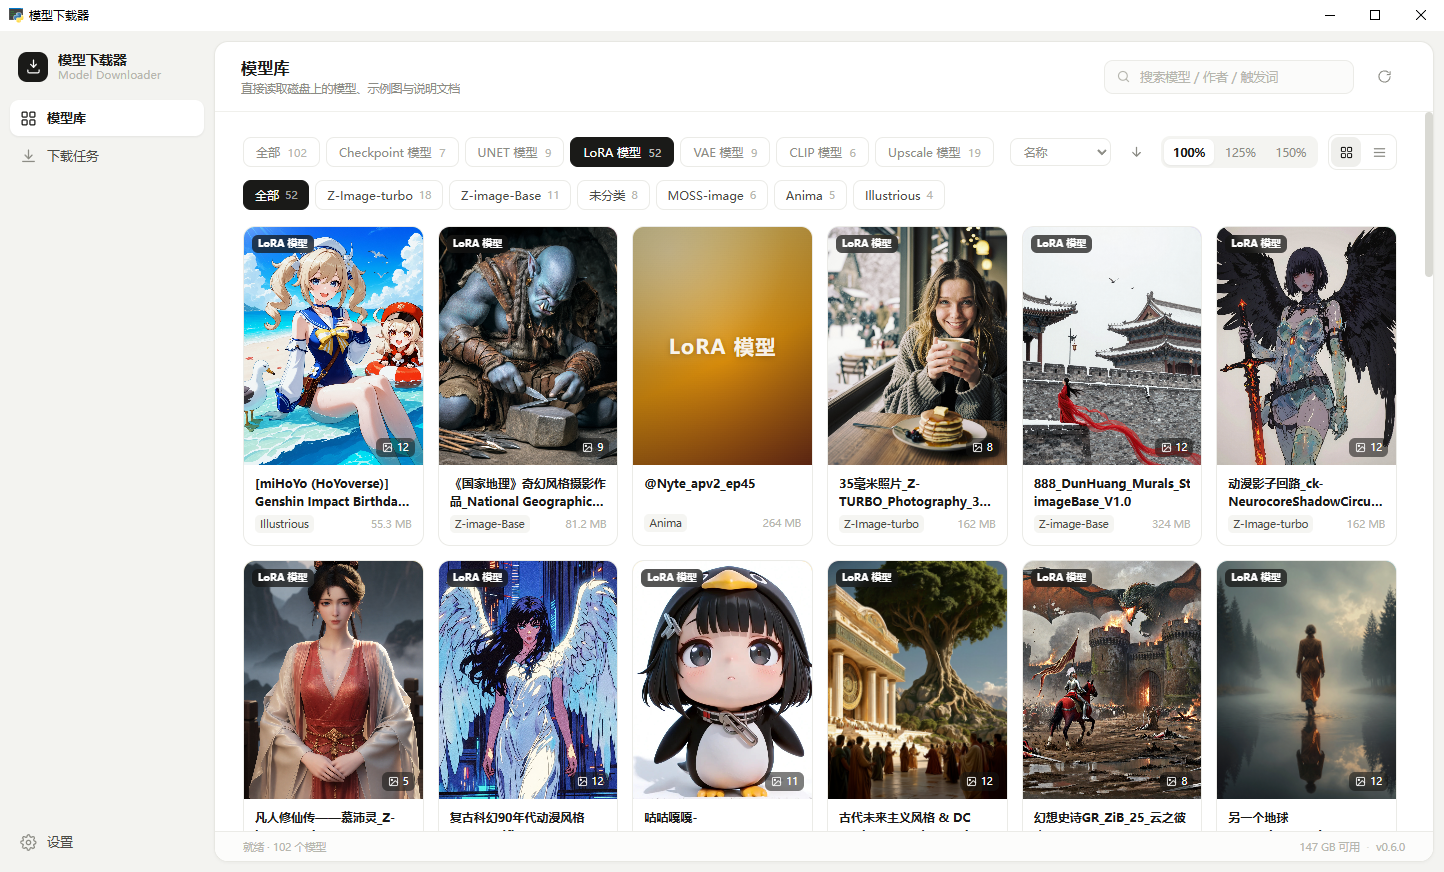 模型下载器
模型下载器
Model Downloader
模型库
下载任务
设置
模型库
直接读取磁盘上的模型、示例图与说明文档
搜索模型 / 作者 / 触发词
全部 102
Checkpoint 模型 7
UNET 模型 9
LoRA 模型 52
VAE 模型 9
CLIP 模型 6
Upscale 模型 19
名称
100%
125%
150%
全部 52
Z-Image-turbo 18
Z-image-Base 11
未分类 8
MOSS-image 6
Anima 5
Illustrious 4
LoRA 模型
12
[miHoYo (HoYoverse)]
Genshin Impact Birthda...
Illustrious 55.3 MB
LoRA 模型
9
《国家地理》奇幻风格摄影作
品_National Geographic...
Z-image-Base 81.2 MB
LoRA 模型
@Nyte_apv2_ep45
Anima 264 MB
LoRA 模型
8
35毫米照片_Z-
TURBO_Photography_3...
Z-Image-turbo 162 MB
LoRA 模型
12
888_DunHuang_Murals_St
imageBase_V1.0
Z-image-Base 324 MB
LoRA 模型
12
动漫影子回路_ck-
NeurocoreShadowCircu...
Z-Image-turbo 162 MB
LoRA 模型
5
凡人修仙传——慕沛灵_Z-
LoRA 模型
12
复古科幻90年代动漫风格
LoRA 模型
11
咕咕嘎嘎-
LoRA 模型
12
古代未来主义风格 & DC
LoRA 模型
8
幻想史诗GR_ZiB_25_云之彼
LoRA 模型
12
另一个地球
就绪 · 102 个模型
147 GB 可用 · v0.6.0